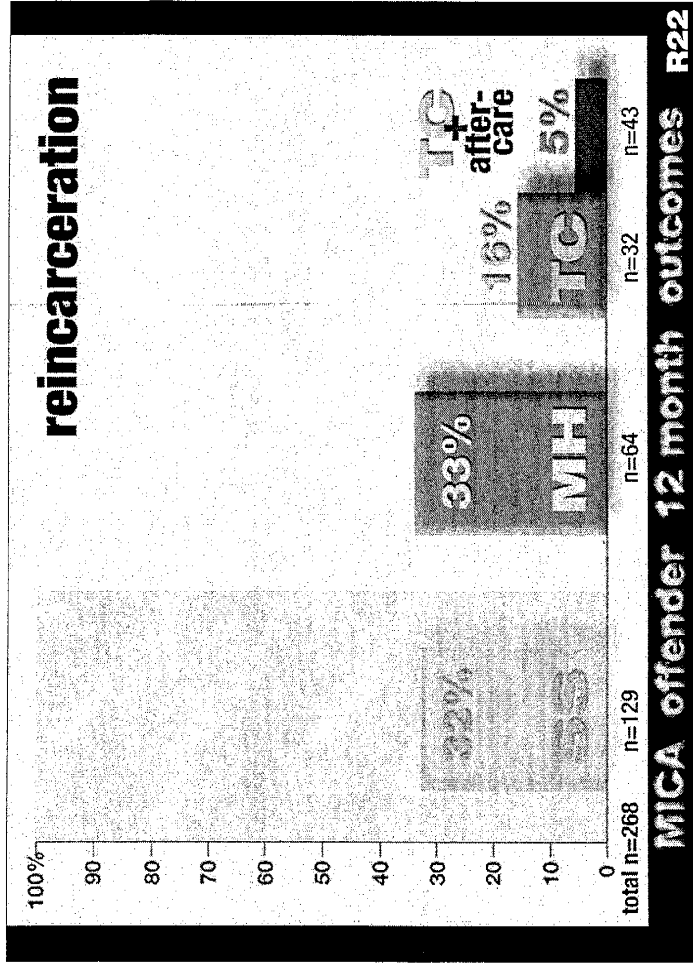 reincarceration
100%
90
80
70
60
50
40
30
20
10
0
32%
33%
MH
16%
TC
TC
+
after-
care
5%
total n=268 n=129 n=64 n=32 n=43
MICA offender 12 month outcomes R22